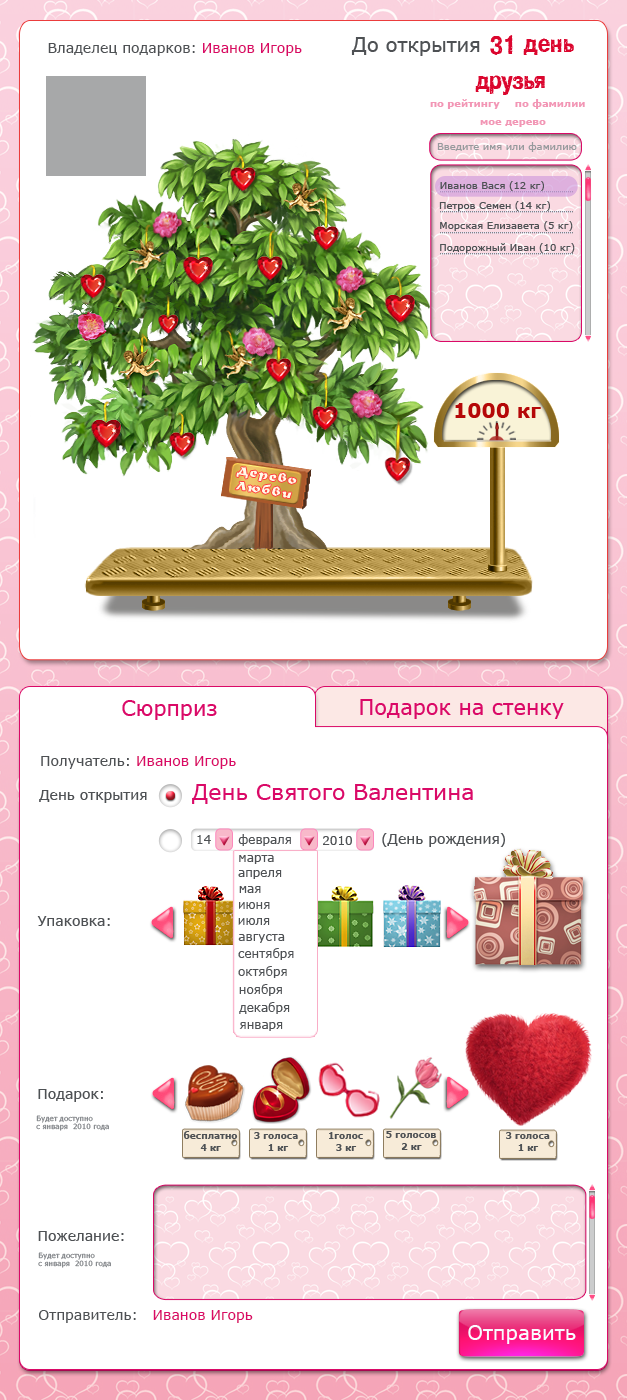 Владелец подарков: Иванов Игорь
До открытия 31 день
друзья
по рейтингу по фамилии
мое дерево
Введите имя или фамилию
Иванов Вася (12 кг)
Петров Семен (14 кг)
Морская Елизавета (5 кг)
Подорожный Иван (10 кг)
1000 кг
Дерево
Любви
Сюрприз
Подарок на стенку
Получатель: Иванов Игорь
День открытия День Святого Валентина
14 февраля 2010 (День рождения)
марта
апреля
мая
июня
июля
августа
сентября
октября
ноября
декабря
января
Упаковка:
Подарок:
Будет доступно
с января 2010 года
бесплатно
4 кг
3 голоса
1 кг
1голос
3 кг
5 голосов
2 кг
3 голоса
1 кг
Пожелание:
Будет доступно
с января 2010 года
Отправитель: Иванов Игорь
Отправить